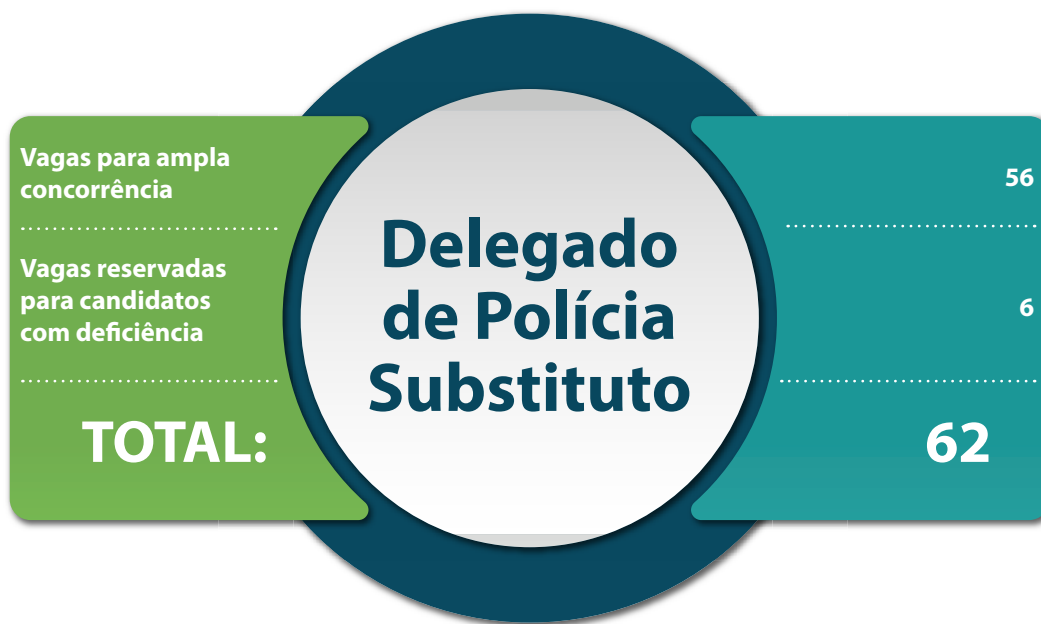 Vagas para ampla
concorrência
56
Vagas reservadas
para candidatos
com deficiência
6
TOTAL:
62
Delegado
de Polícia
Substituto